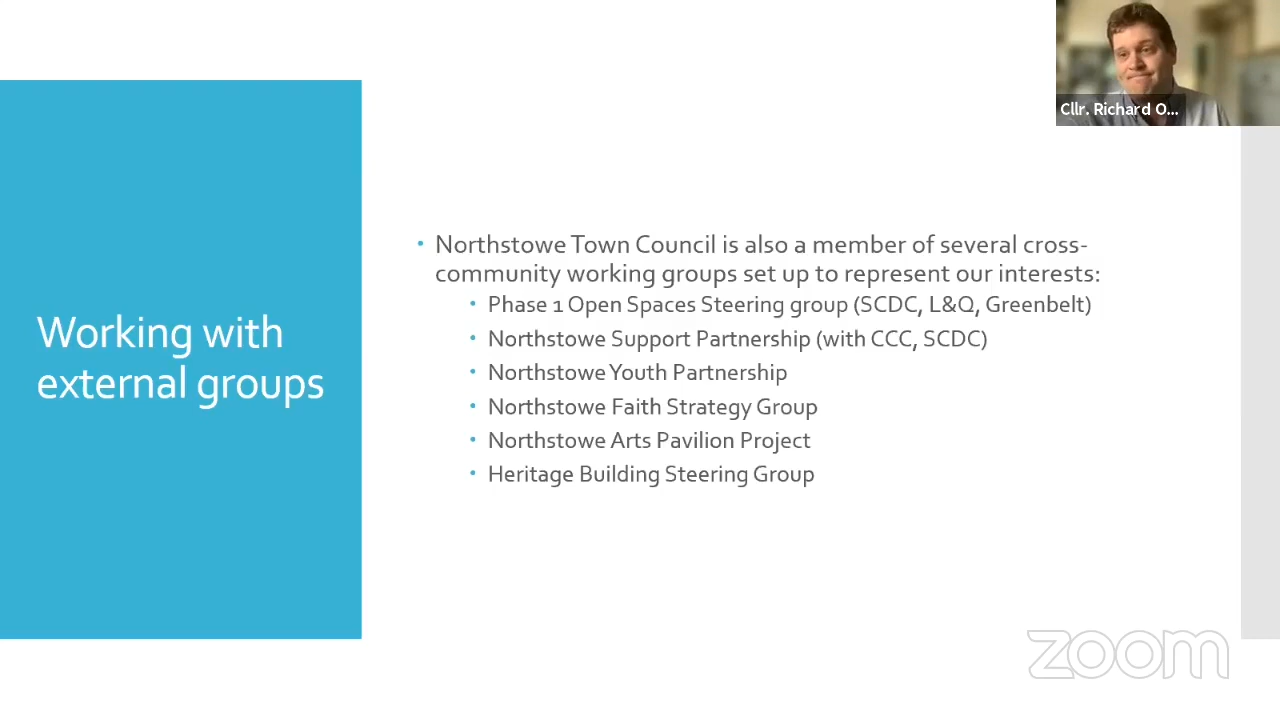 Cllr. Richard O...
Working with
external groups
• Northstowe Town Council is also a member of several cross-
community working groups set up to represent our interests:
• Phase 1 Open Spaces Steering group (SCDC, L&Q, Greenbelt)
• Northstowe Support Partnership (with CCC, SCDC)
• Northstowe Youth Partnership
• Northstowe Faith Strategy Group
• Northstowe Arts Pavilion Project
• Heritage Building Steering Group
zoom